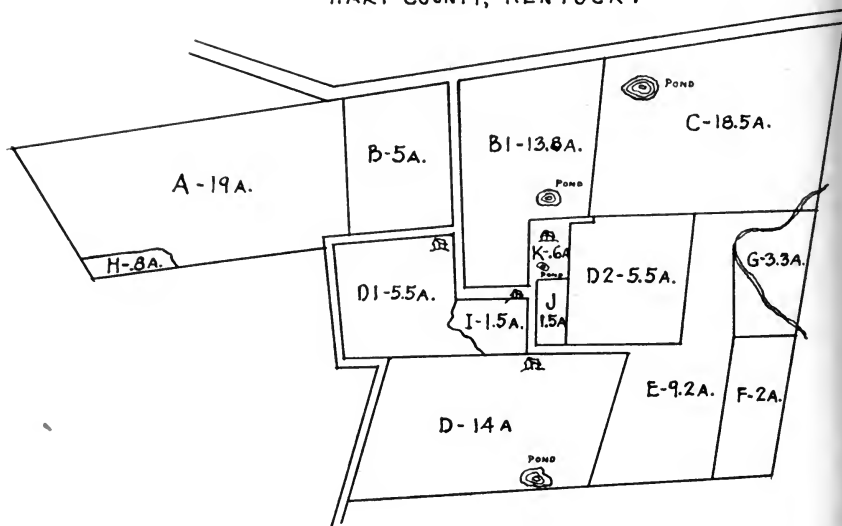 HART COUNTY, KENTUCKY
POND
C-18.5A.
B1-13.8A.
B-5A.
A-19A.
POND
K-.6A
G-3.3A.
H-.8A.
POND
D2-5.5A.
D1-5.5A.
J
1.5A
I-1.5A.
E-9.2A.
F-2A.
D-14A
POND